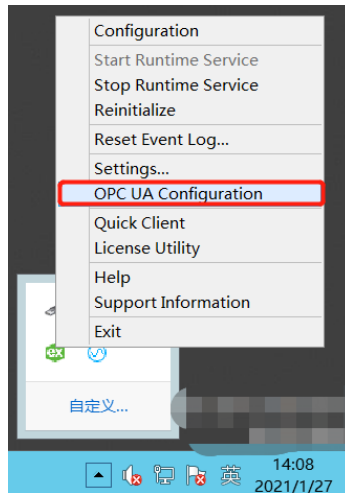 Configuration
Start Runtime Service
Stop Runtime Service
Reinitialize
Reset Event Log...
Settings...
OPC UA Configuration
Quick Client
License Utility
Help
Support Information
Exit
ex
自定义...
英
14:08
2021/1/27